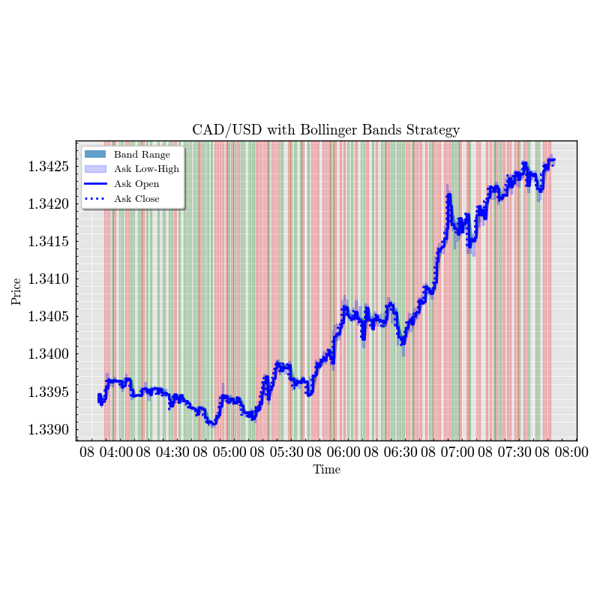 CAD/USD with Bollinger Bands Strategy
Band Range
Ask Low-High
Ask Open
Ask Close
1.3425
1.3420
1.3415
1.3410
1.3405
1.3400
1.3395
1.3390
Price
08 04:00 08 04:30 08 05:00 08 05:30 08 06:00 08 06:30 08 07:00 08 07:30 08 08:00
Time